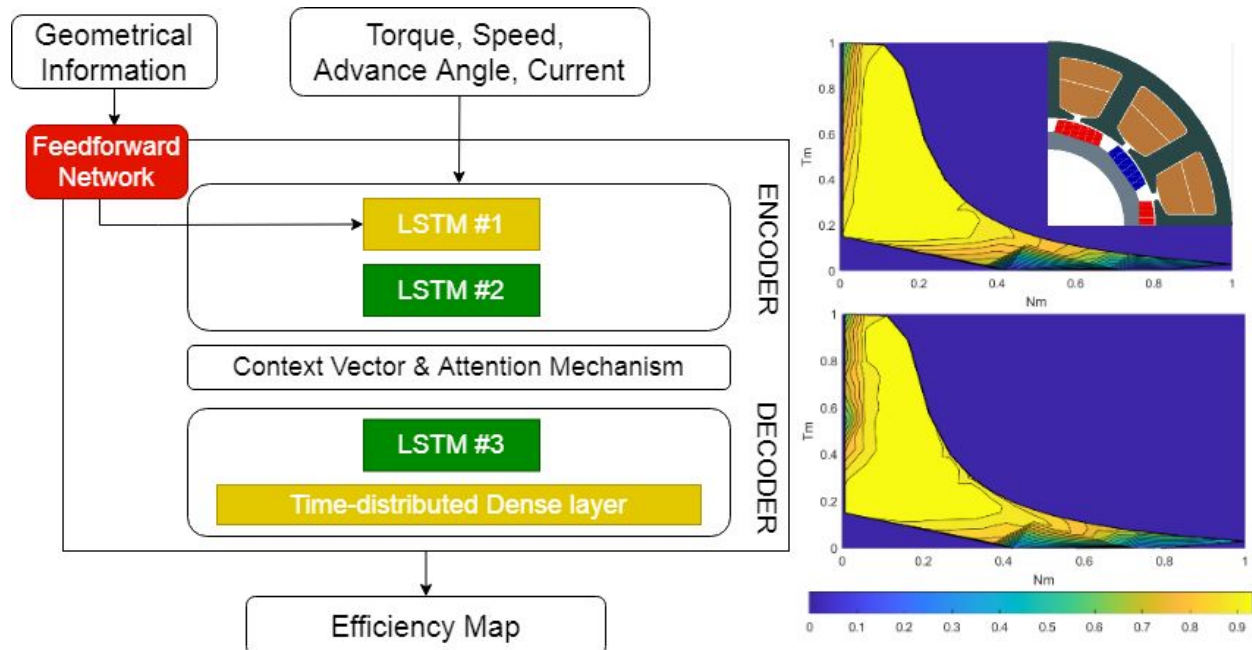 Geometrical
Information
Torque, Speed,
Advance Angle, Current
Feedforward
Network
LSTM #1
LSTM #2
ENCODER
Context Vector & Attention Mechanism
LSTM #3
Time-distributed Dense layer
DECODER
Efficiency Map
1
0.8
0.6
0.4
0.2
0
Tm
0 0.2 0.4 0.6 0.8 1
Nm
1
0.8
0.6
0.4
0.2
0
Tm
0 0.2 0.4 0.6 0.8 1
Nm
0 0.1 0.2 0.3 0.4 0.5 0.6 0.7 0.8 0.9